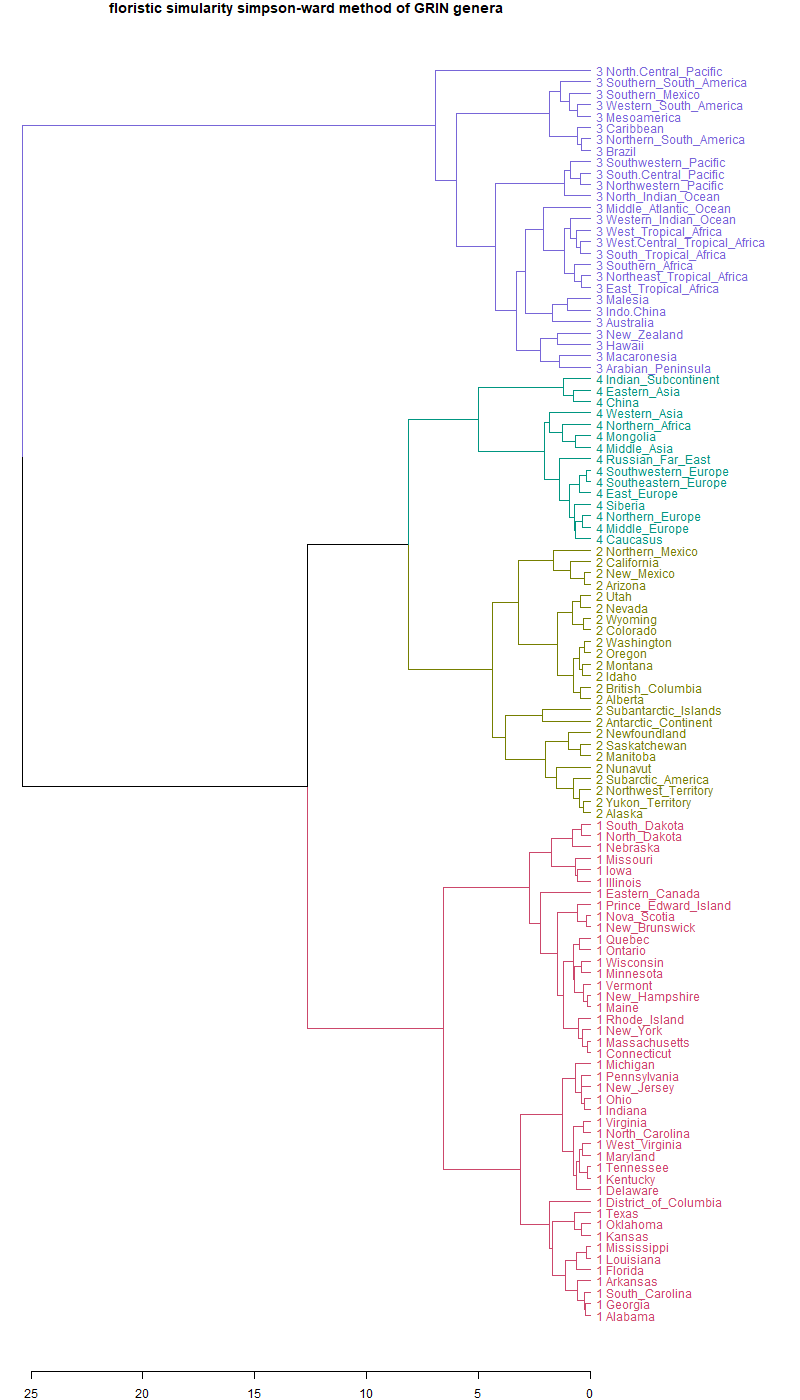 floristic simularity simpson-ward method of GRIN genera
3 North.Central_Pacific
3 Southern_South_America
3 Southern_Mexico
3 Western_South_America
3 Mesoamerica
3 Caribbean
3 Northern_South_America
3 Brazil
3 Southwestern_Pacific
3 South.Central_Pacific
3 Northwestern_Pacific
3 North_Indian_Ocean
3 Middle_Atlantic_Ocean
3 Western_Indian_Ocean
3 West_Tropical_Africa
3 West.Central_Tropical_Africa
3 South_Tropical_Africa
3 Southern_Africa
3 Northeast_Tropical_Africa
3 East_Tropical_Africa
3 Malesia
3 Indo.China
3 Australia
3 New_Zealand
3 Hawaii
3 Macaronesia
3 Arabian_Peninsula
4 Indian_Subcontinent
4 Eastern_Asia
4 China
4 Western_Asia
4 Northern_Africa
4 Mongolia
4 Middle_Asia
4 Russian_Far_East
4 Southwestern_Europe
4 Southeastern_Europe
4 East_Europe
4 Siberia
4 Northern_Europe
4 Middle_Europe
4 Caucasus
2 Northern_Mexico
2 California
2 New_Mexico
2 Arizona
2 Utah
2 Nevada
2 Wyoming
2 Colorado
2 Washington
2 Oregon
2 Montana
2 Idaho
2 British_Columbia
2 Alberta
2 Subantarctic_Islands
2 Antarctic_Continent
2 Newfoundland
2 Saskatchewan
2 Manitoba
2 Nunavut
2 Subarctic_America
2 Northwest_Territory
2 Yukon_Territory
2 Alaska
1 South_Dakota
1 North_Dakota
1 Nebraska
1 Missouri
1 Iowa
1 Illinois
1 Eastern_Canada
1 Prince_Edward_Island
1 Nova_Scotia
1 New_Brunswick
1 Quebec
1 Ontario
1 Wisconsin
1 Minnesota
1 Vermont
1 New_Hampshire
1 Maine
1 Rhode_Island
1 New_York
1 Massachusetts
1 Connecticut
1 Michigan
1 Pennsylvania
1 New_Jersey
1 Ohio
1 Indiana
1 Virginia
1 North_Carolina
1 West_Virginia
1 Maryland
1 Tennessee
1 Kentucky
1 Delaware
1 District_of_Columbia
1 Texas
1 Oklahoma
1 Kansas
1 Mississippi
1 Louisiana
1 Florida
1 Arkansas
1 South_Carolina
1 Georgia
1 Alabama
25 20 15 10 5 0